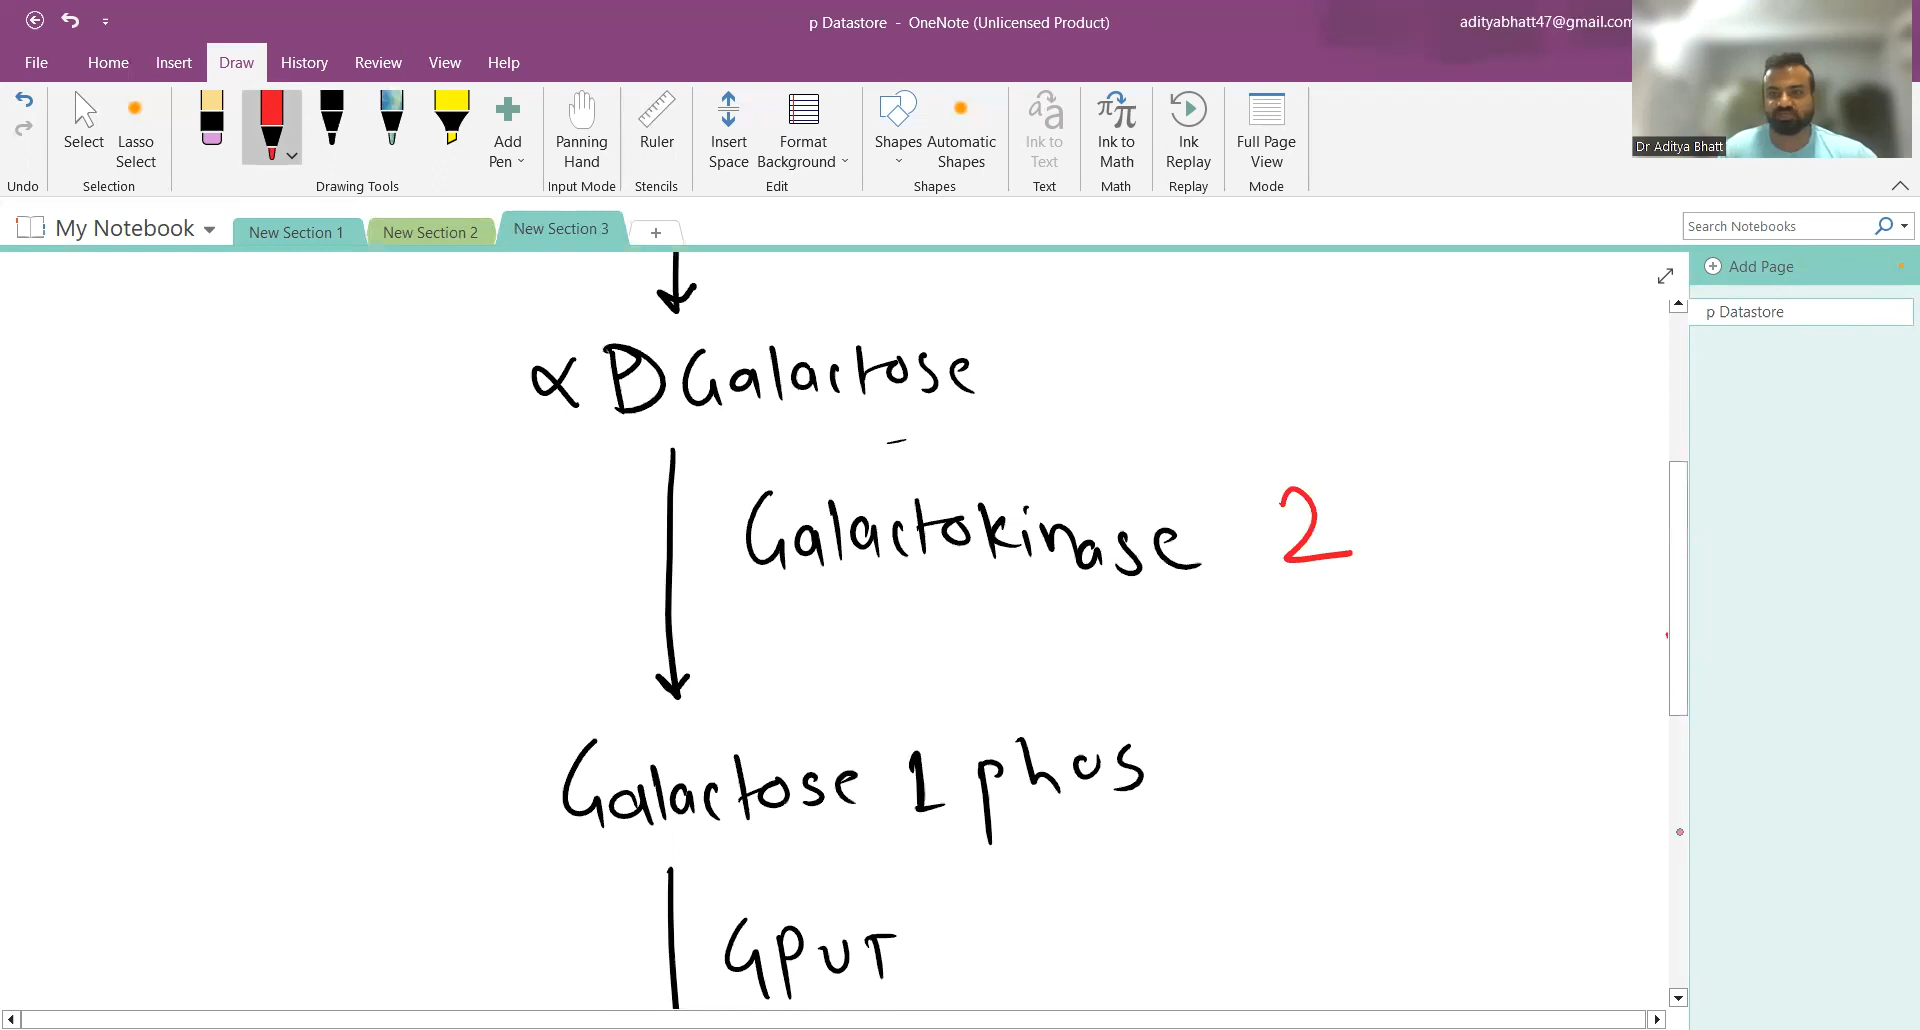 p Datastore - OneNote (Unlicensed Product)
adityabhatt47@gmail.com
File Home Insert Draw History Review View Help
Select
Lasso Select
Add Pen
Panning Hand
Ruler
Insert Space
Format Background
Shapes
Automatic Shapes
Ink to Text
Ink to Math
Ink Replay
Full Page View
Undo
Selection
Drawing Tools
Input Mode
Stencils
Edit
Shapes
Text
Math
Replay
Mode
Dr Aditya Bhatt
My Notebook
New Section 1
New Section 2
New Section 3
Search Notebooks
Add Page
p Datastore
∝ D Galactose
Galactokinase 2
Galactose 1 phos
GPUT